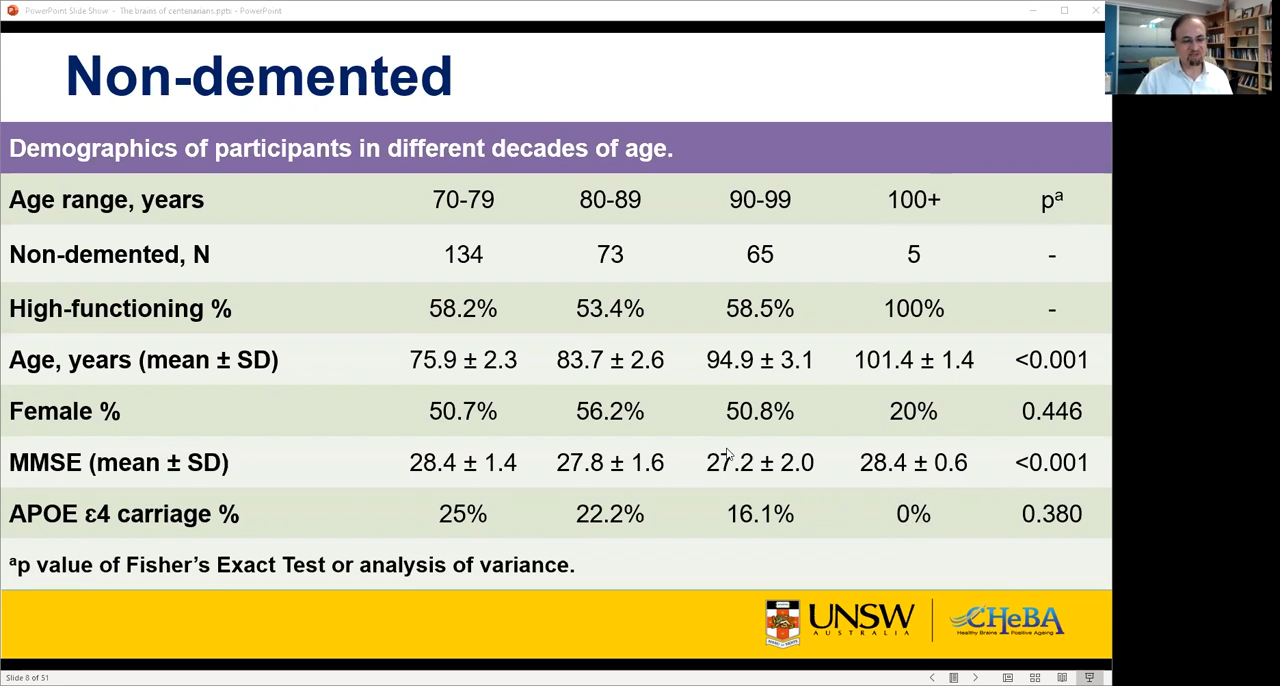 PowerPoint Slide Show - The brains of centenarians.pptx - PowerPoint
Non-demented
Demographics of participants in different decades of age.
Age range, years 70-79 80-89 90-99 100+ pᵃ
Non-demented, N 134 73 65 5 -
High-functioning % 58.2% 53.4% 58.5% 100% -
Age, years (mean ± SD) 75.9 ± 2.3 83.7 ± 2.6 94.9 ± 3.1 101.4 ± 1.4 <0.001
Female % 50.7% 56.2% 50.8% 20% 0.446
MMSE (mean ± SD) 28.4 ± 1.4 27.8 ± 1.6 27.2 ± 2.0 28.4 ± 0.6 <0.001
APOE ε4 carriage % 25% 22.2% 16.1% 0% 0.380
ᵃp value of Fisher’s Exact Test or analysis of variance.
UNSW
AUSTRALIA
CHeBA
Healthy Brains Positive Ageing
Slide 8 of 51